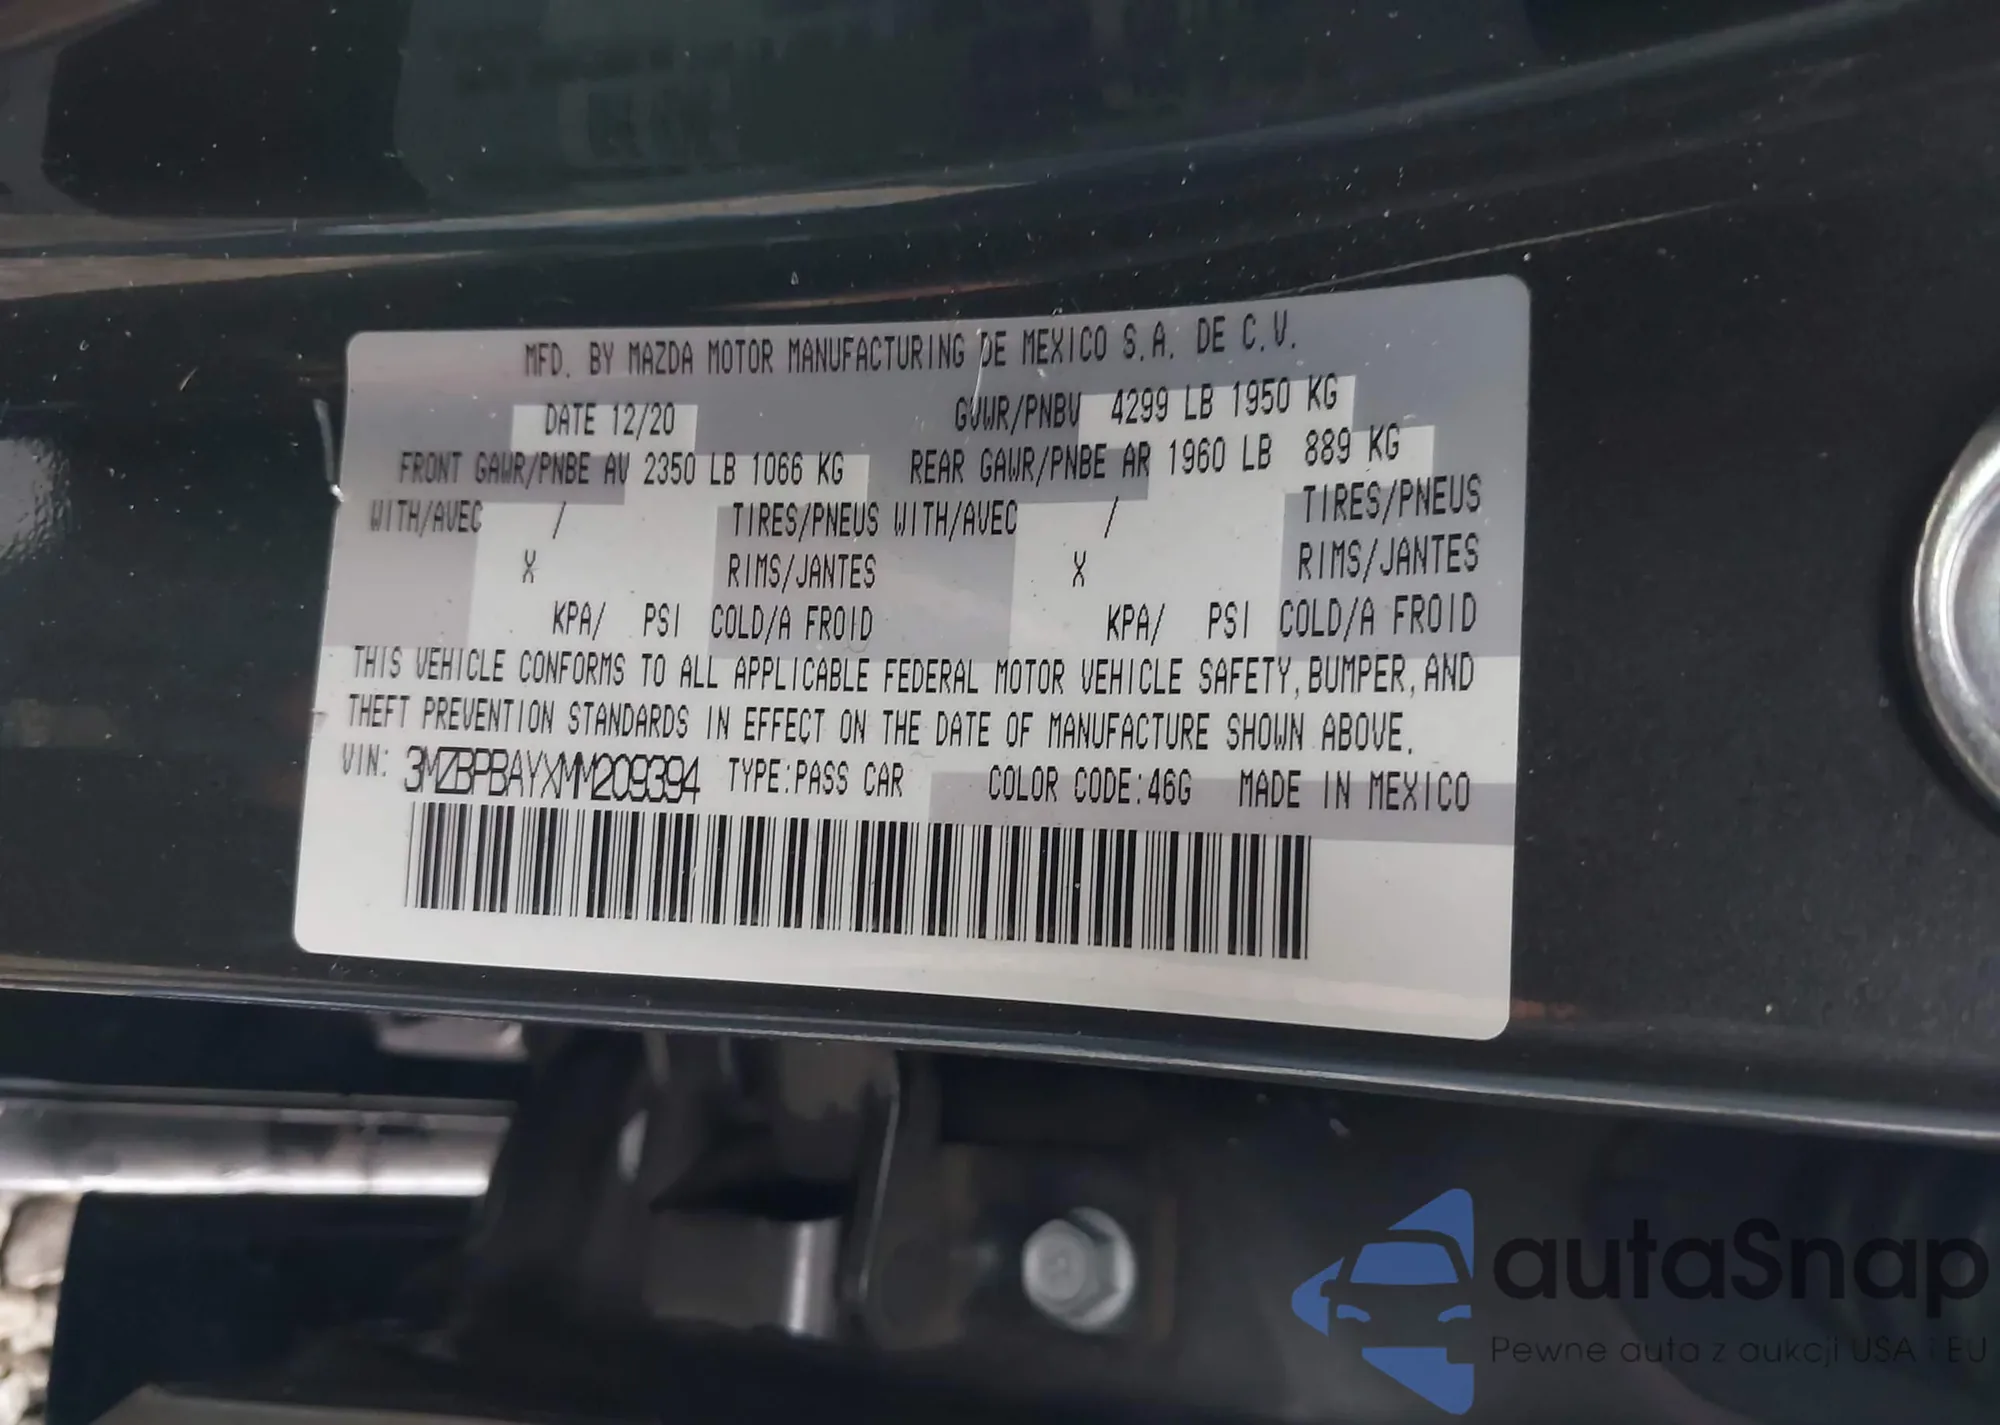 MFD. BY MAZDA MOTOR MANUFACTURING DE MEXICO S.A. DE C.V.
DATE 12/20 GVWR/PNBV 4299 LB 1950 KG
FRONT GAWR/PNBE AV 2350 LB 1066 KG REAR GAWR/PNBE AR 1960 LB 889 KG
WITH/AVEC / TIRES/PNEUS WITH/AVEC / TIRES/PNEUS
X RIMS/JANTES X RIMS/JANTES
KPA/ PSI COLD/A FROID KPA/ PSI COLD/A FROID
THIS VEHICLE CONFORMS TO ALL APPLICABLE FEDERAL MOTOR VEHICLE SAFETY, BUMPER, AND
THEFT PREVENTION STANDARDS IN EFFECT ON THE DATE OF MANUFACTURE SHOWN ABOVE.
VIN: 3MZBPBAYXMM209394 TYPE:PASS CAR COLOR CODE:46G MADE IN MEXICO
autaSnap
Pewne auta z aukcji USA i EU